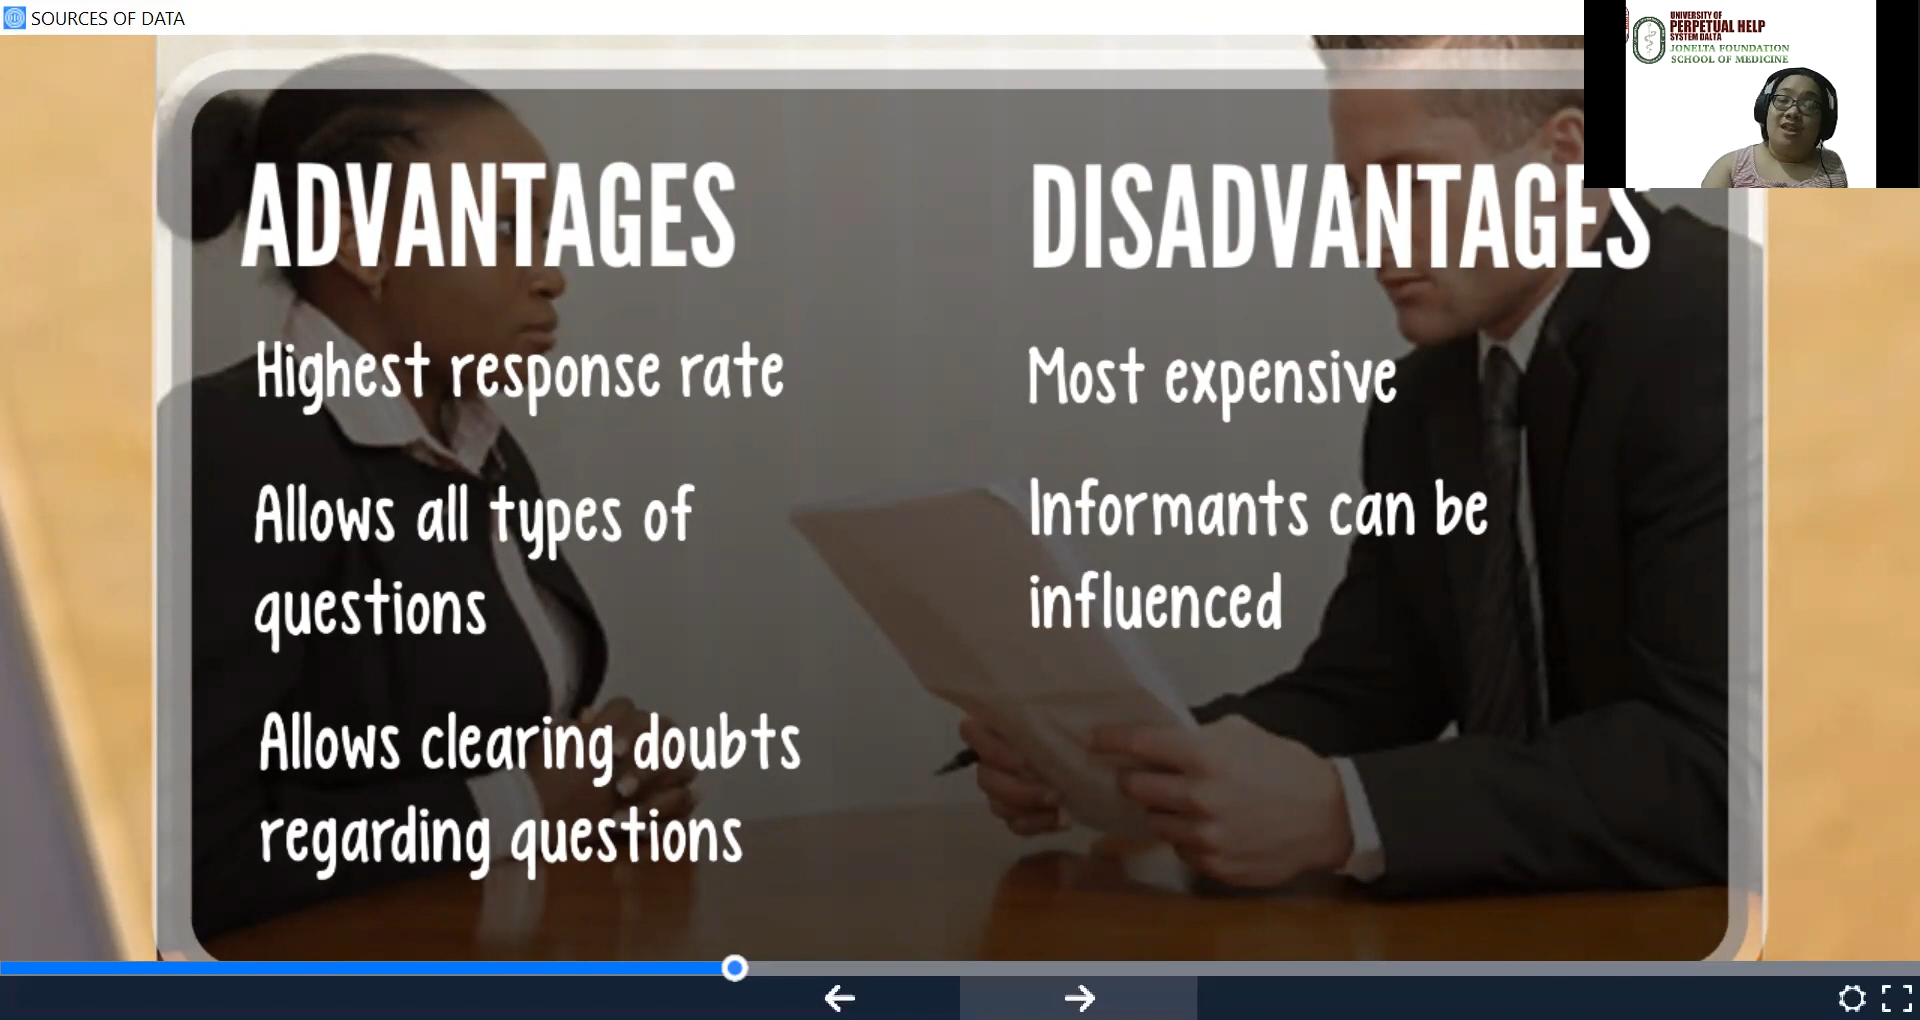 SOURCES OF DATA
UNIVERSITY OF
PERPETUAL HELP
SYSTEM DALTA
JONELTA FOUNDATION
SCHOOL OF MEDICINE
ADVANTAGES
Highest response rate
Allows all types of
questions
Allows clearing doubts
regarding questions
DISADVANTAGES
Most expensive
Informants can be
influenced